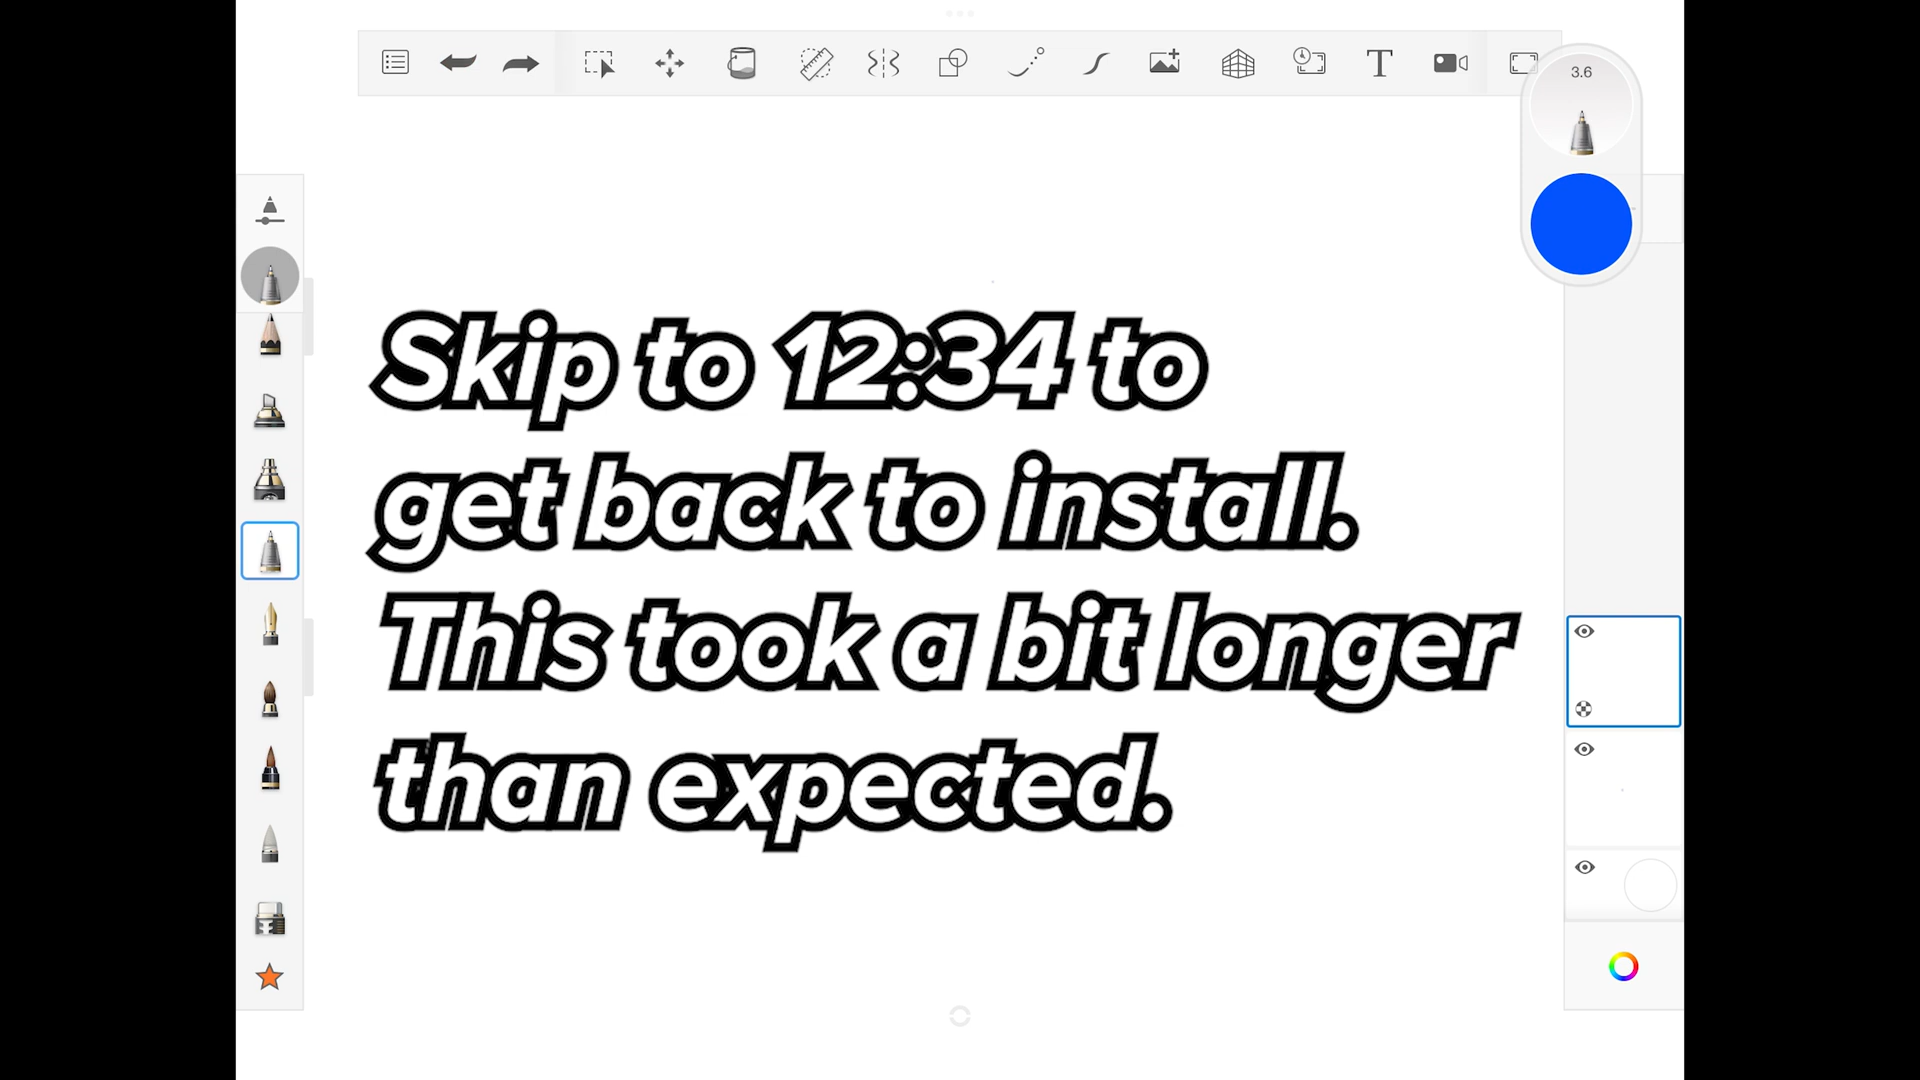 3.6
Skip to 12:34 to
get back to install.
This took a bit longer
than expected.